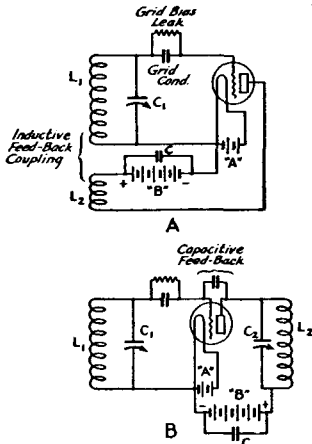 Grid Bias
Leak
Grid
Cond.
L1
C1
Inductive
Feed-Back
Coupling
C
"A"
+ "B" -
L2
A
Capacitive
Feed-Back
L1
C1
C2
L2
"A"
"B"
- +
C
B